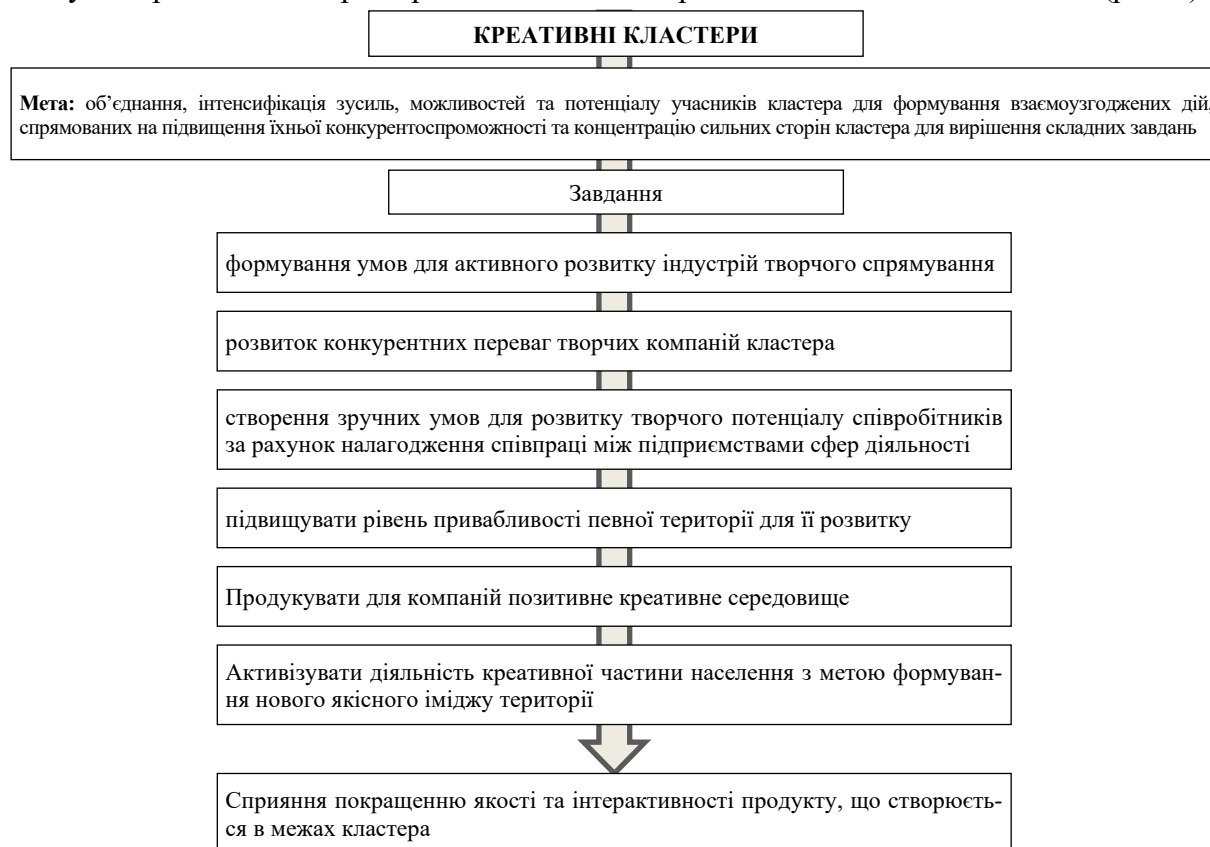 КРЕАТИВНІ КЛАСТЕРИ
Мета: об’єднання, інтенсифікація зусиль, можливостей та потенціалу учасників кластера для формування взаємоузгоджених дій,
спрямованих на підвищення їхньої конкурентоспроможності та концентрацію сильних сторін кластера для вирішення складних завдань
Завдання
формування умов для активного розвитку індустрій творчого спрямування
розвиток конкурентних переваг творчих компаній кластера
створення зручних умов для розвитку творчого потенціалу співробітників
за рахунок налагодження співпраці між підприємствами сфер діяльності
підвищувати рівень привабливості певної території для її розвитку
Продукувати для компаній позитивне креативне середовище
Активізувати діяльність креативної частини населення з метою формуван-
ня нового якісного іміджу території
Сприяння покращенню якості та інтерактивності продукту, що створюєть-
ся в межах кластера